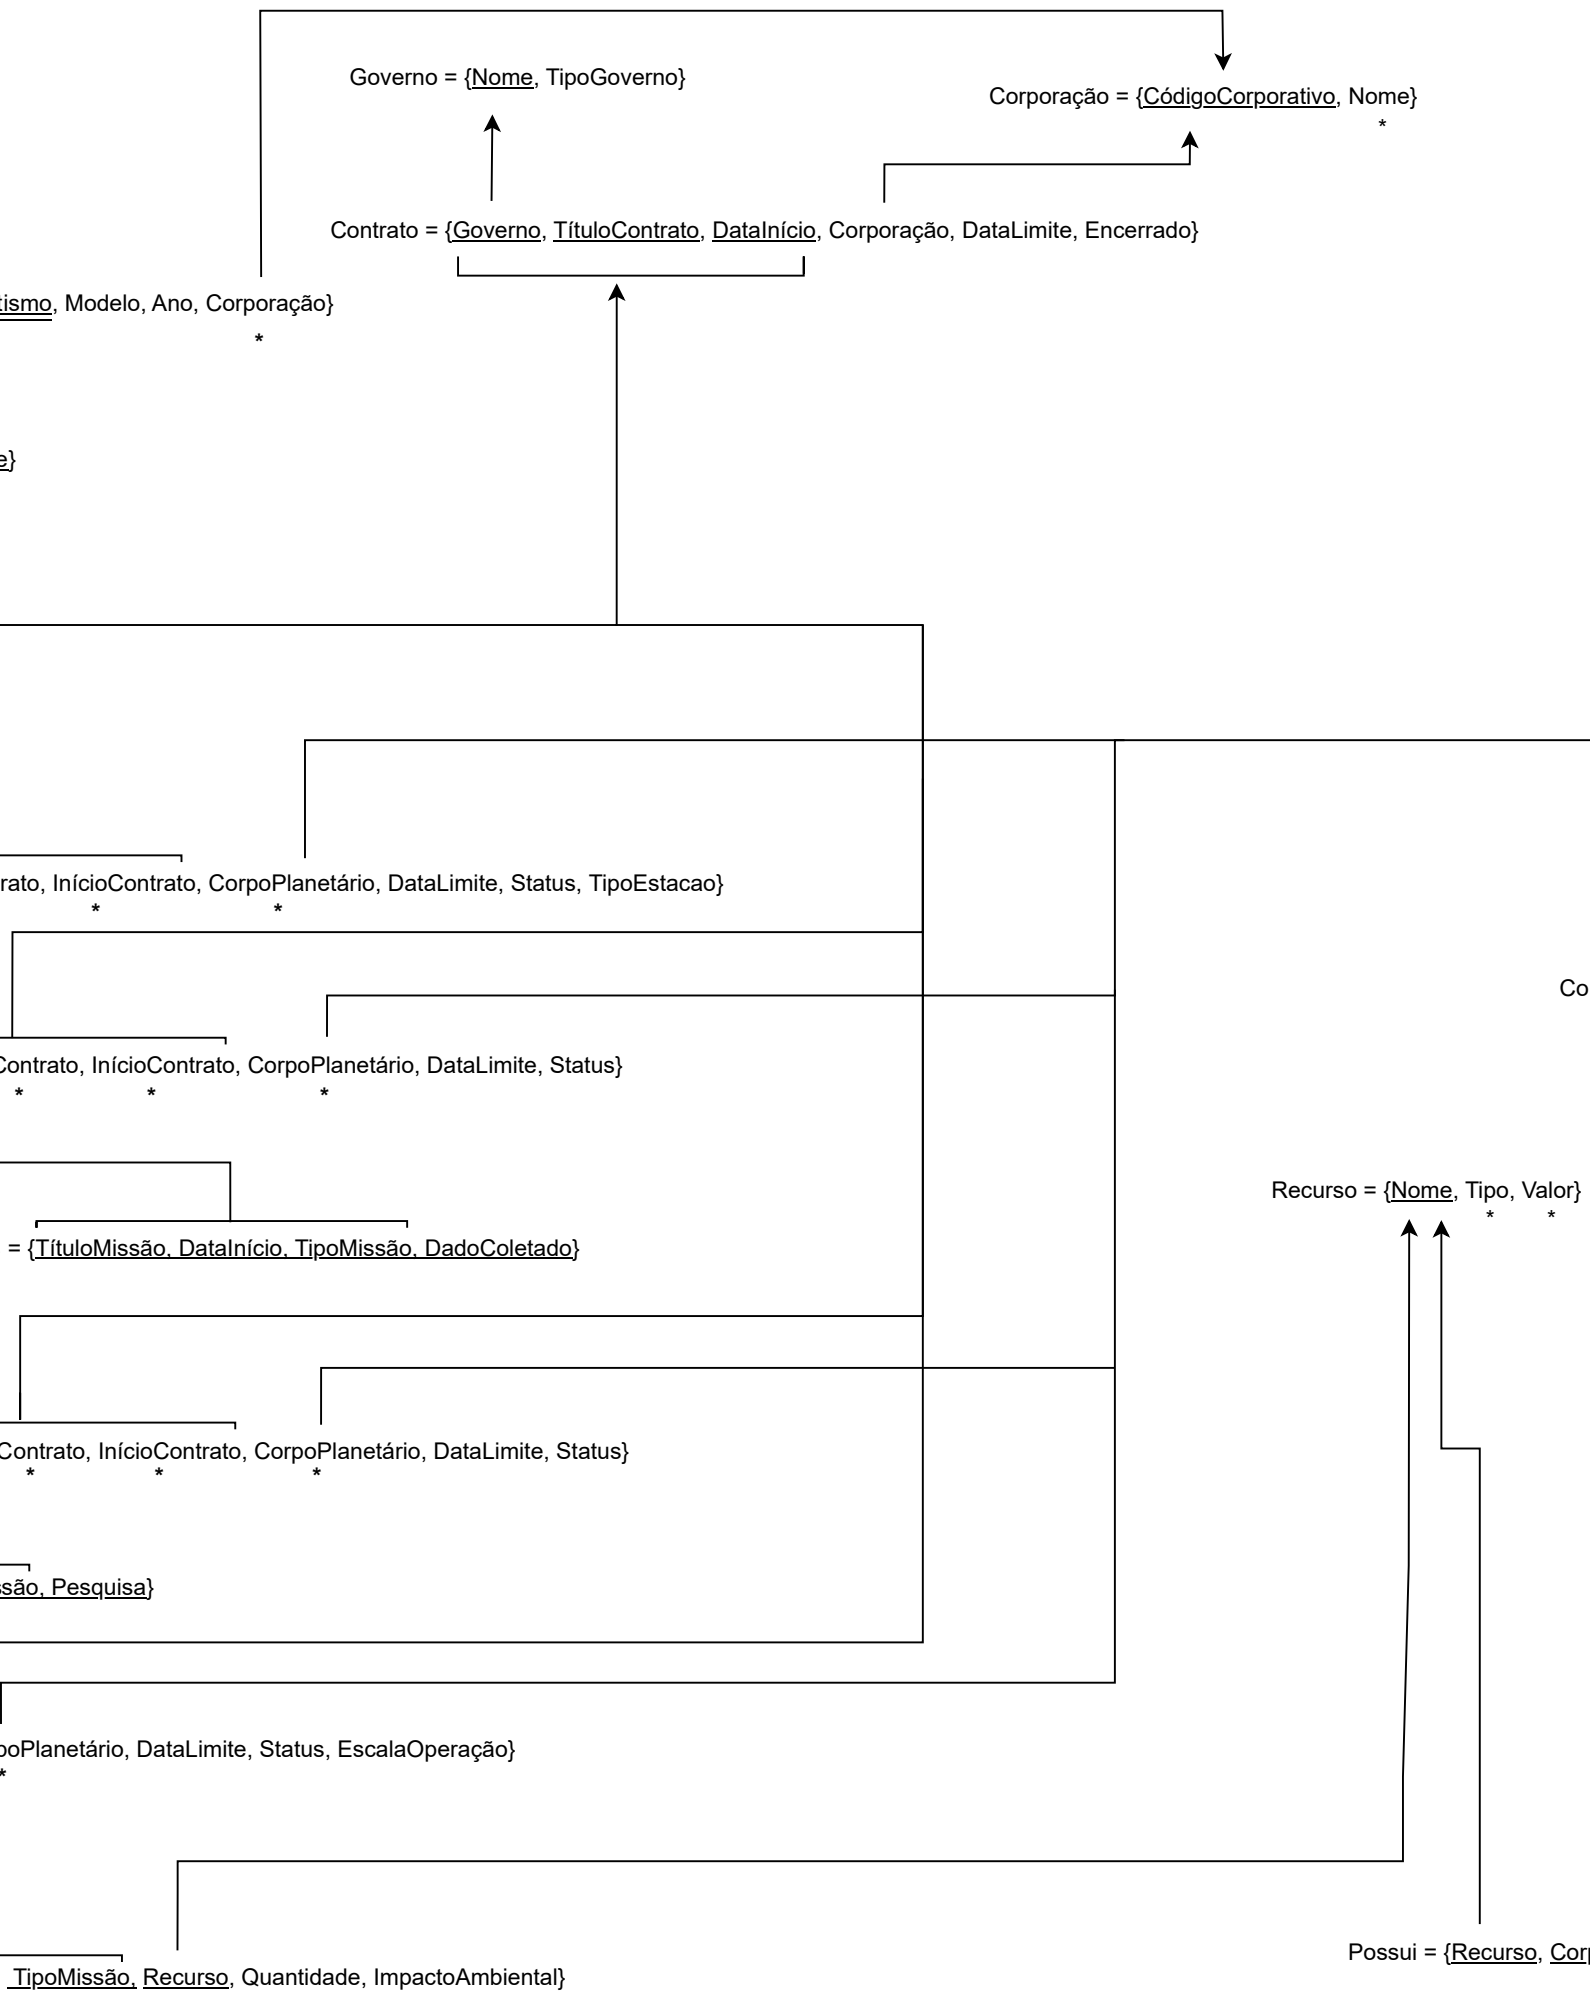 Governo = {Nome, TipoGoverno}
Corporação = {CódigoCorporativo, Nome}
*
Contrato = {Governo, TítuloContrato, DataInício, Corporação, DataLimite, Encerrado}
tismo, Modelo, Ano, Corporação}
*
e}
rato, InícioContrato, CorpoPlanetário, DataLimite, Status, TipoEstacao}
* *
Co
Contrato, InícioContrato, CorpoPlanetário, DataLimite, Status}
* * *
Recurso = {Nome, Tipo, Valor}
* *
= {TítuloMissão, DataInício, TipoMissão, DadoColetado}
Contrato, InícioContrato, CorpoPlanetário, DataLimite, Status}
* * *
ssão, Pesquisa}
poPlanetário, DataLimite, Status, EscalaOperação}
*
Possui = {Recurso, Corp
TipoMissão, Recurso, Quantidade, ImpactoAmbiental}